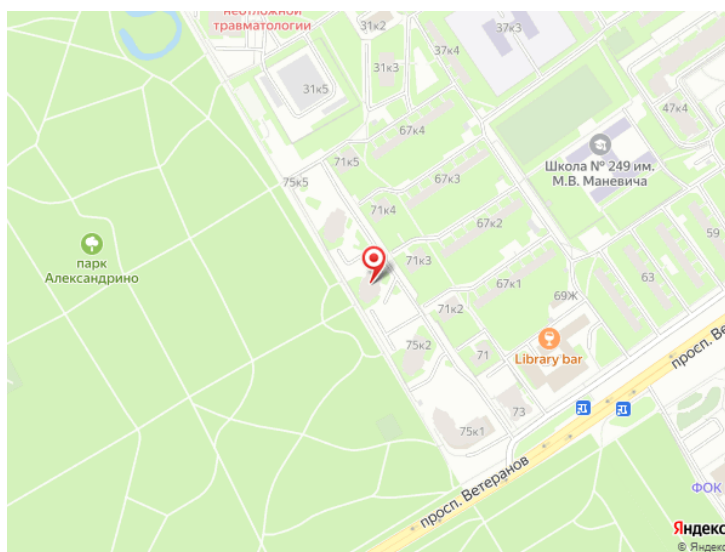 неотложной
травматологии
31к2
37к3
37к4
31к3
31к5
47к4
67к4
71к5
Школа № 249 им.
М.В. Маневича
75к5
67к3
71к4
67к2
59
парк
Александрино
71к3
63
67к1
69Ж
71к2
75к2
71
Library bar
просп. Ве
73
75к1
просп. Ветеранов
ФОК
Яндекс
© Яндекс